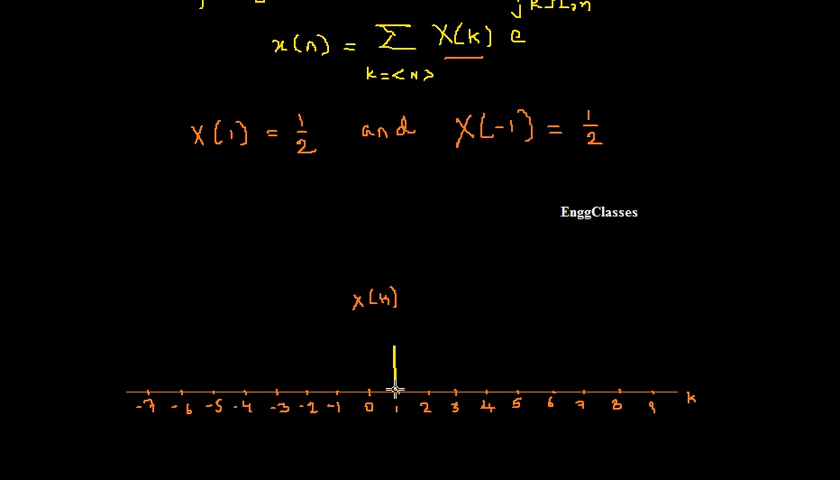 jkΩ₀n
x(n) = Σ X[k] e
k=<N>
X[1] = 1/2 and X[-1] = 1/2
EnggClasses
X[k]
-7 -6 -5 -4 -3 -2 -1 0 1 2 3 4 5 6 7 8 9 k